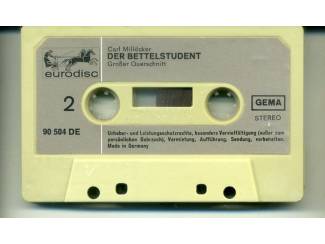 Carl Millöcker
DER BETTELSTUDENT
Großer Querschnitt
eurodisc
2
GEMA
STEREO
90 504 DE
Urheber- und Leistungsschutzrechte, besonders Vervielfältigung (außer zum
persönlichen Gebrauch), Vermietung, Aufführung, Sendung, vorbehalten.
Made in Germany